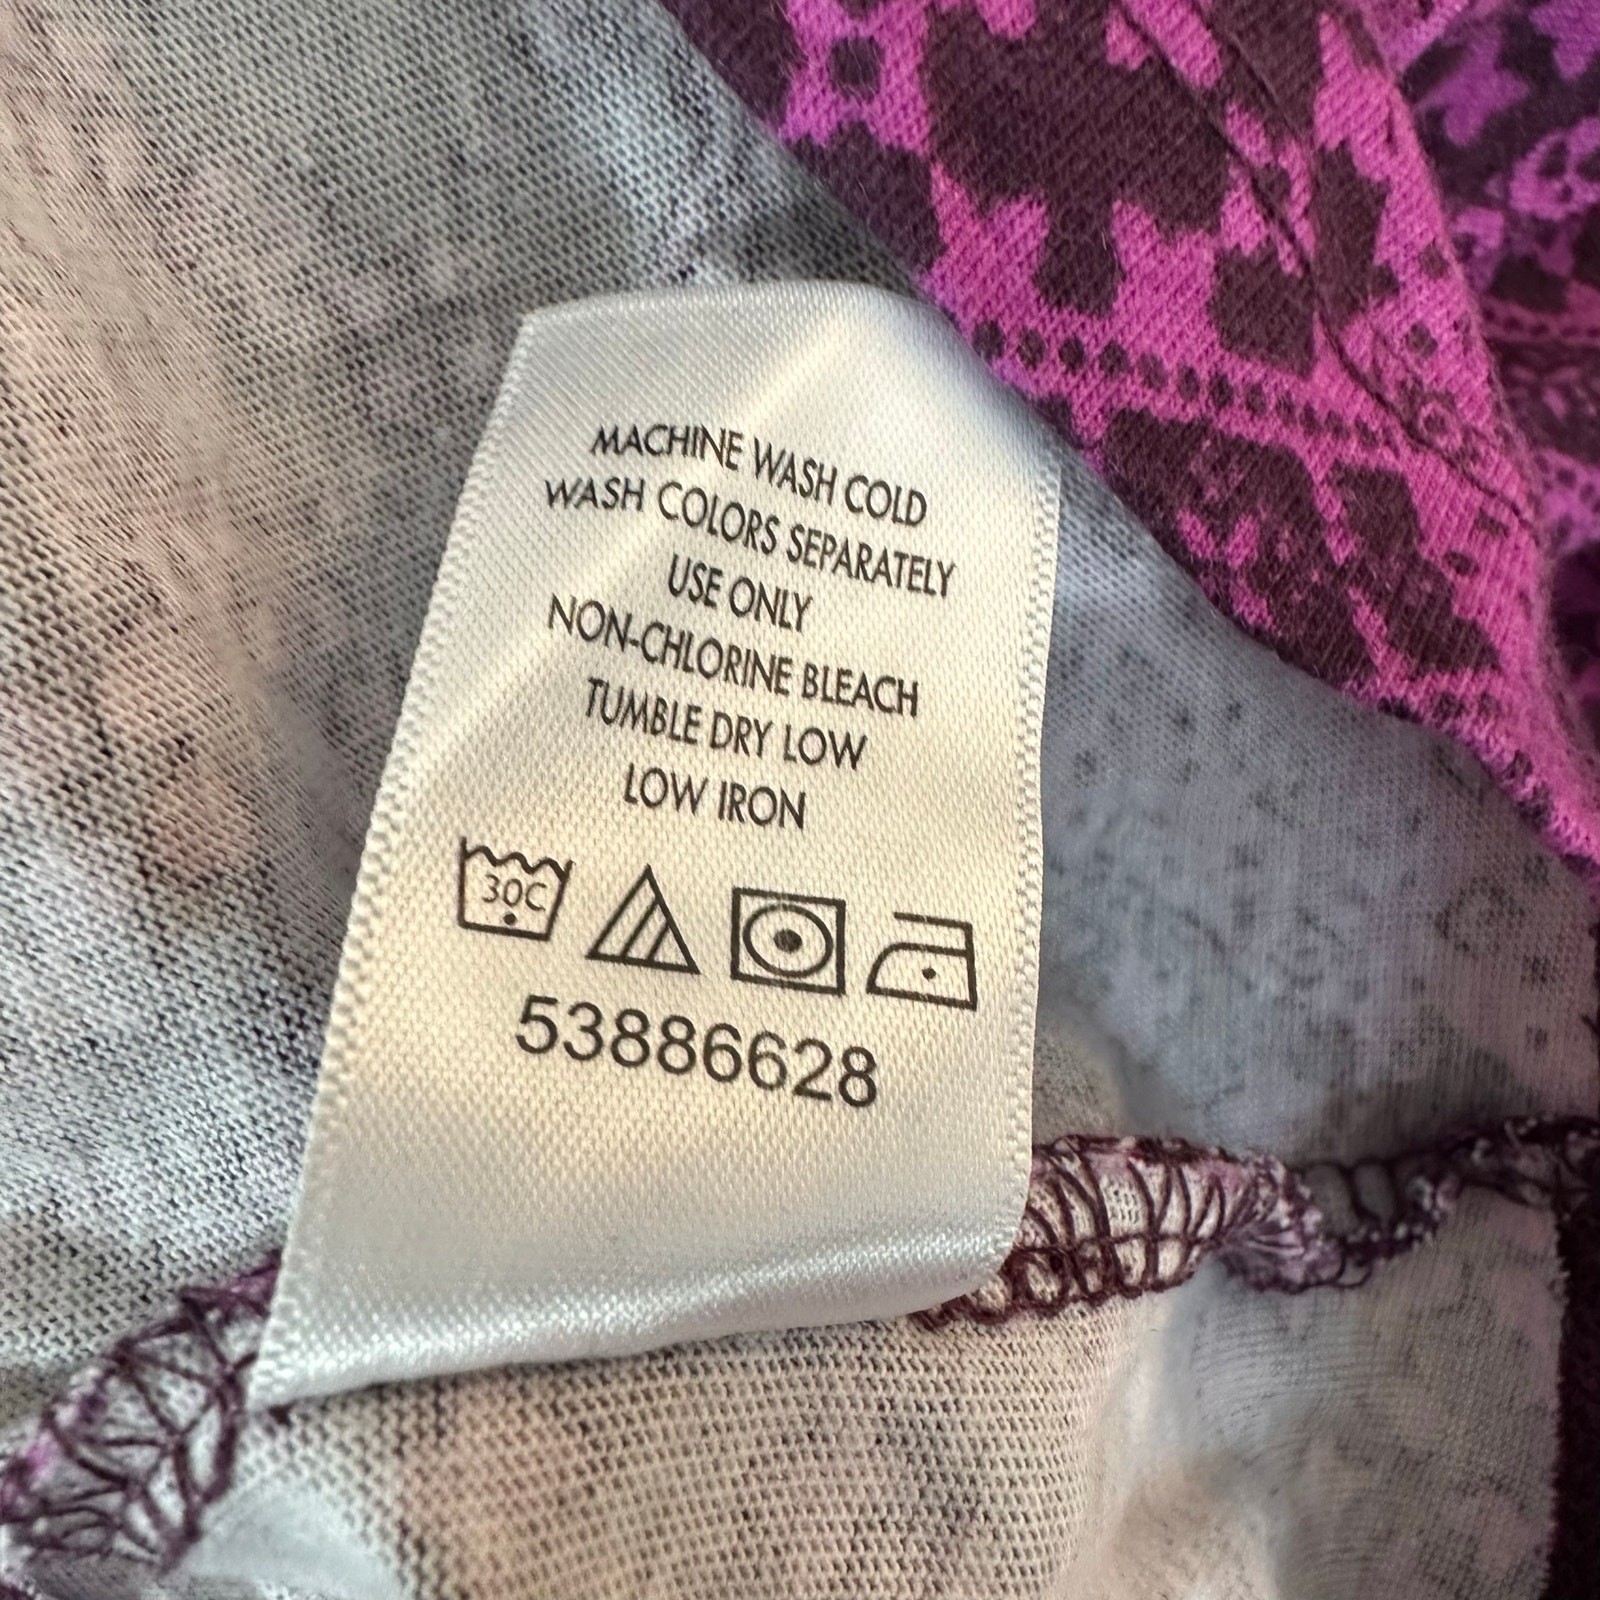 MACHINE WASH COLD
WASH COLORS SEPARATELY
USE ONLY
NON-CHLORINE BLEACH
TUMBLE DRY LOW
LOW IRON
30C
53886628